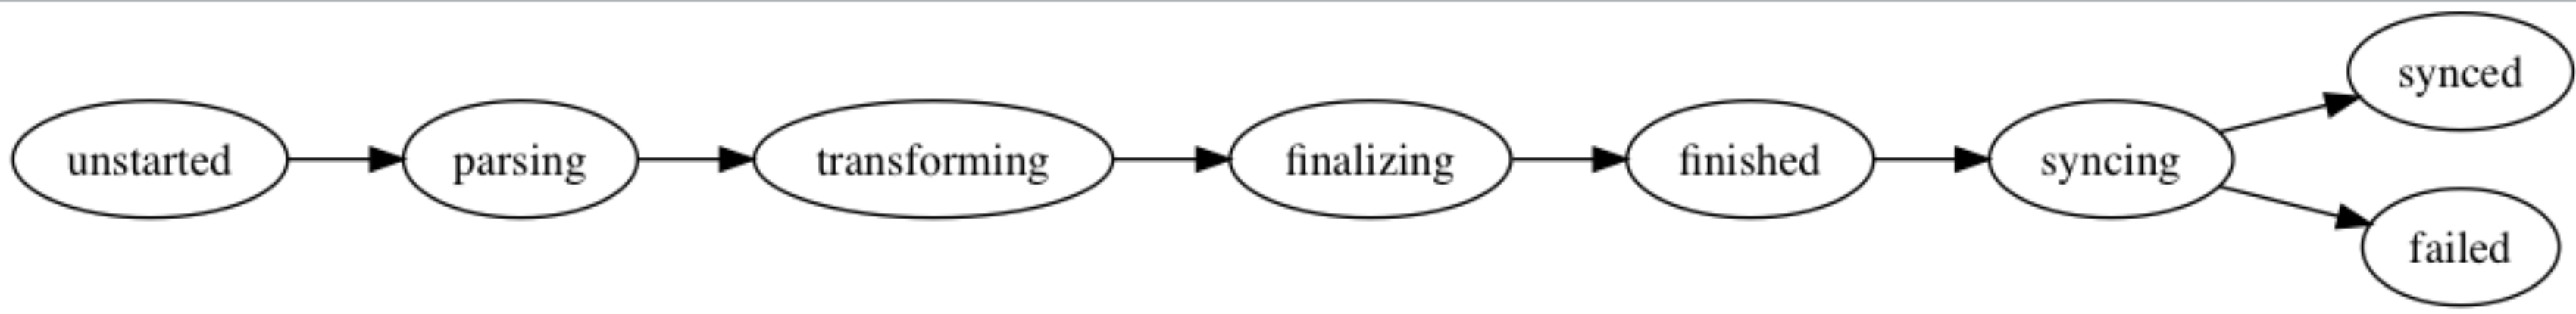 unstarted
parsing
transforming
finalizing
finished
syncing
synced
failed